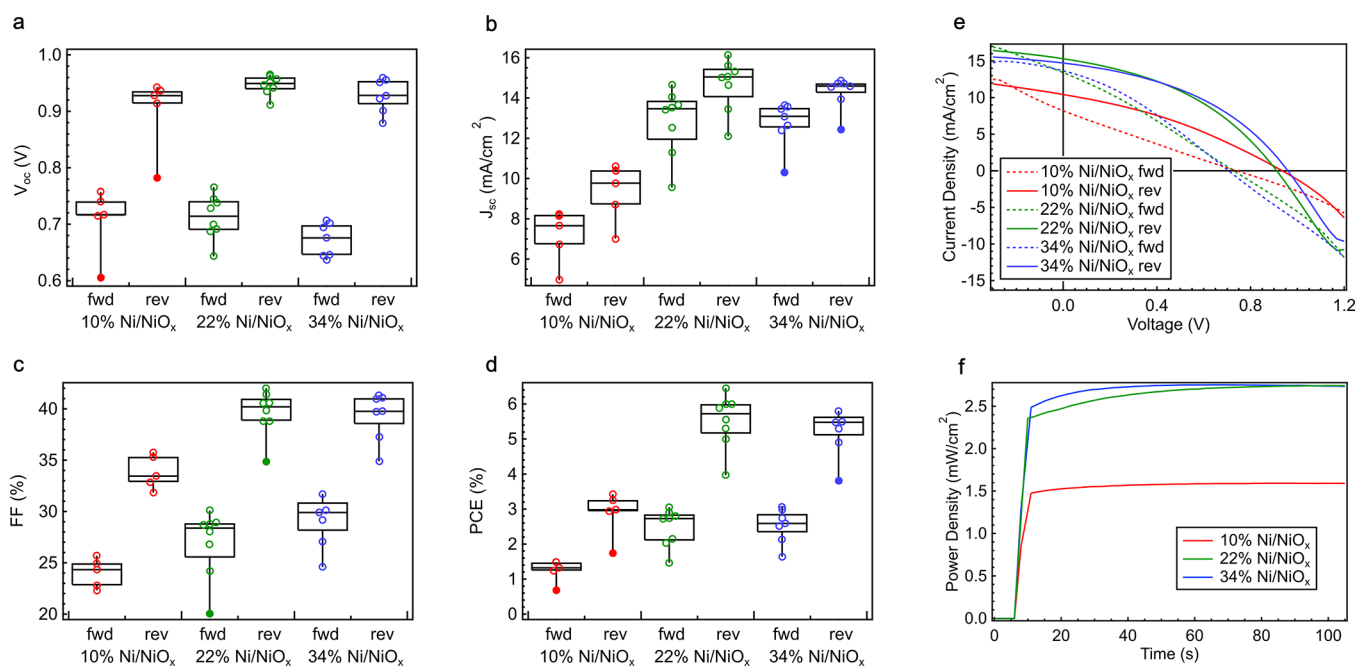 a
1.0
0.9
0.8
0.7
0.6
Voc (V)
fwd rev fwd rev fwd rev
10% Ni/NiOx 22% Ni/NiOx 34% Ni/NiOx
b
16
14
12
10
8
6
4
Jsc (mA/cm²)
fwd rev fwd rev fwd rev
10% Ni/NiOx 22% Ni/NiOx 34% Ni/NiOx
e
15
10
5
0
-5
-10
-15
Current Density (mA/cm²)
10% Ni/NiOx fwd
10% Ni/NiOx rev
22% Ni/NiOx fwd
22% Ni/NiOx rev
34% Ni/NiOx fwd
34% Ni/NiOx rev
0.0 0.4 0.8 1.2
Voltage (V)
c
40
35
30
25
20
FF (%)
fwd rev fwd rev fwd rev
10% Ni/NiOx 22% Ni/NiOx 34% Ni/NiOx
d
6
5
4
3
2
1
0
PCE (%)
fwd rev fwd rev fwd rev
10% Ni/NiOx 22% Ni/NiOx 34% Ni/NiOx
f
2.5
2.0
1.5
1.0
0.5
0.0
Power Density (mW/cm²)
10% Ni/NiOx
22% Ni/NiOx
34% Ni/NiOx
0 20 40 60 80 100
Time (s)